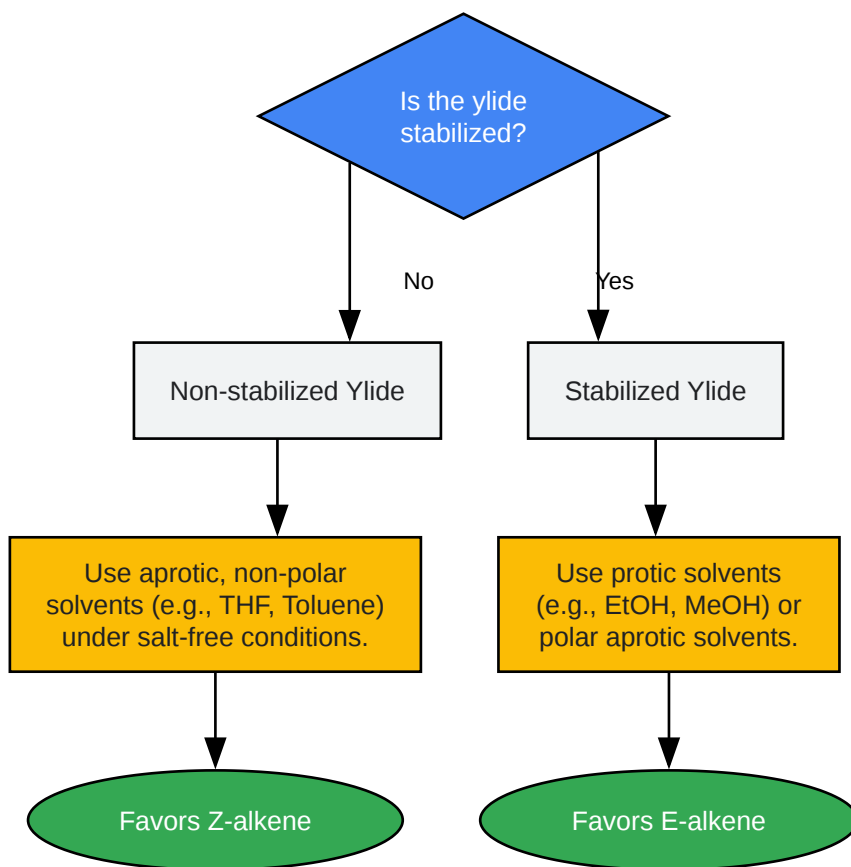 Is the ylide
stabilized?
No
Yes
Non-stabilized Ylide
Stabilized Ylide
Use aprotic, non-polar
solvents (e.g., THF, Toluene)
under salt-free conditions.
Use protic solvents
(e.g., EtOH, MeOH) or
polar aprotic solvents.
Favors Z-alkene
Favors E-alkene